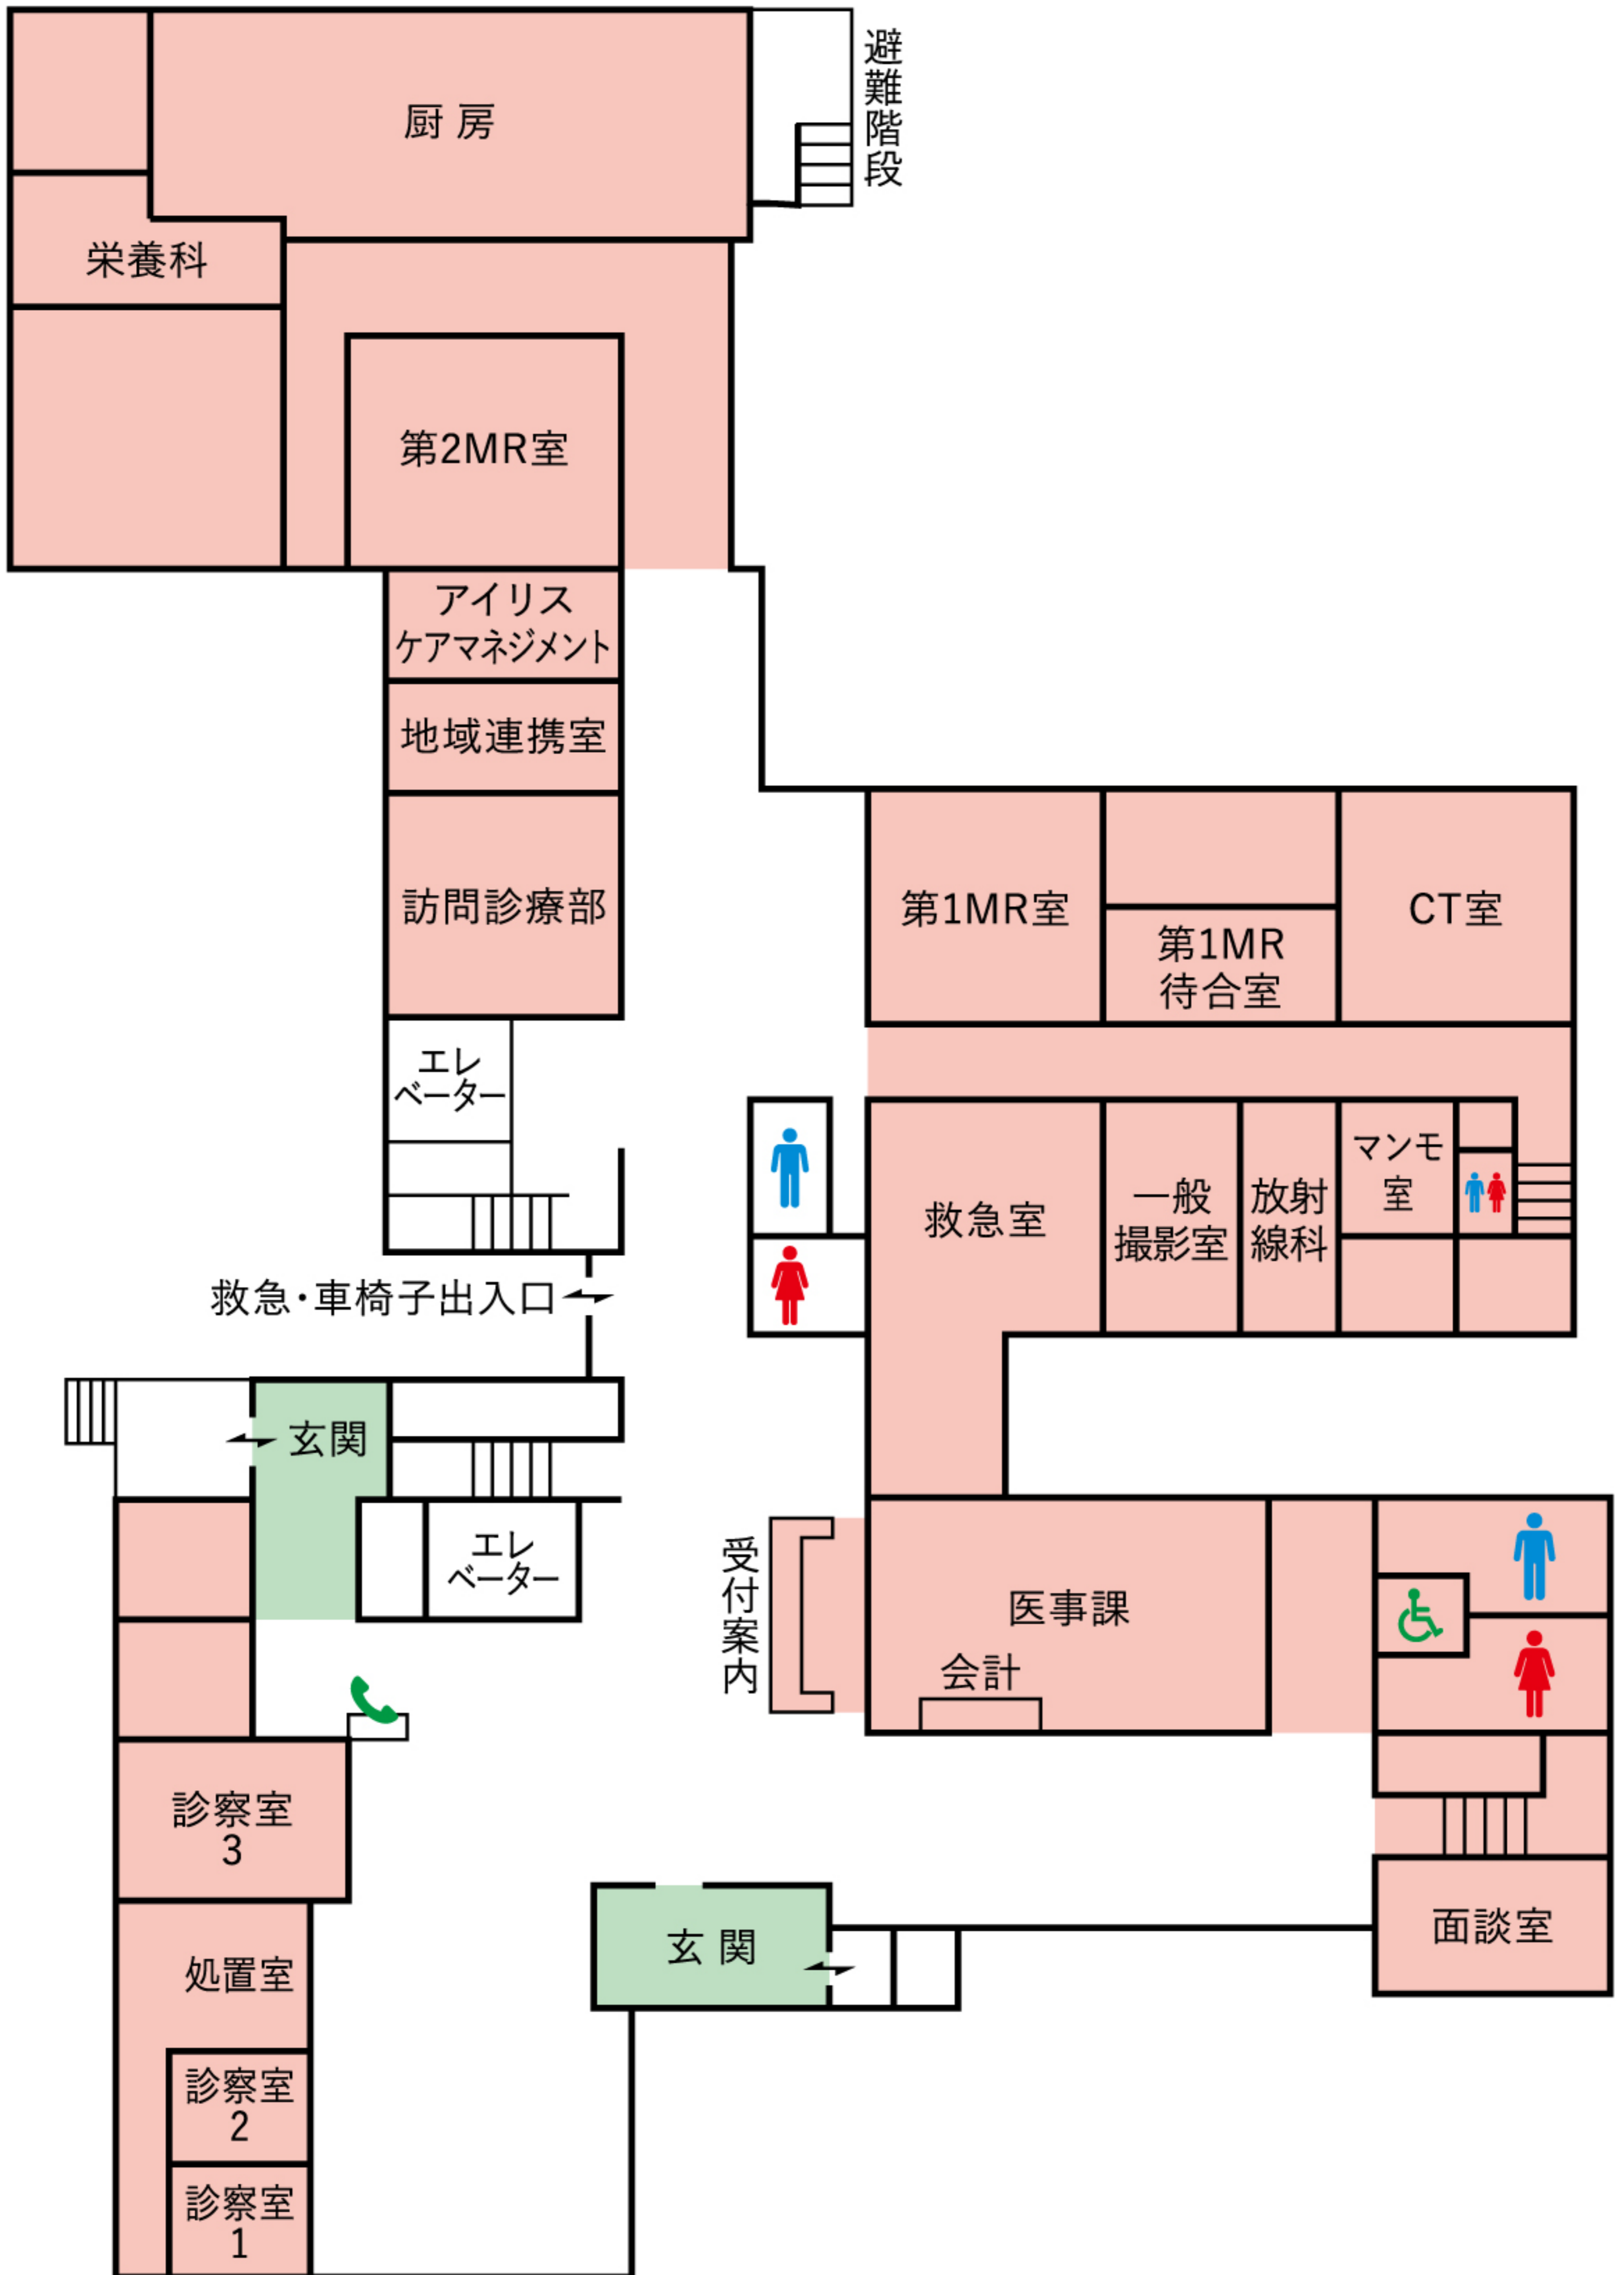 厨房
避難階段
栄養科
第2MR室
アイリス
ケアマネジメント
地域連携室
訪問診療部
第1MR室
第1MR
待合室
CT室
エレ
ベーター
救急室
一般
撮影室
放射
線科
マンモ
室
救急・車椅子出入口
玄関
エレ
ベーター
受付案内
医事課
会計
診察室
3
処置室
玄関
面談室
診察室
2
診察室
1